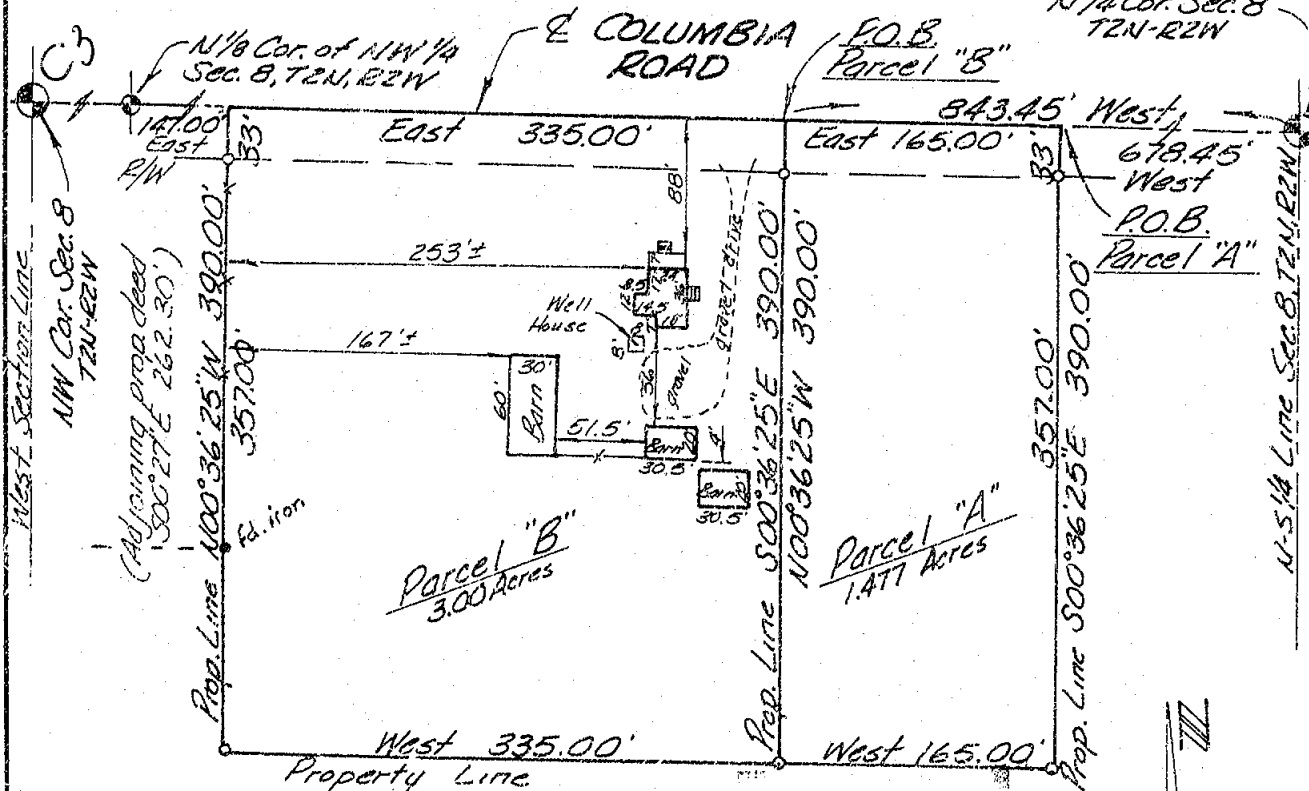 C3
N 1/8 Cor. of NW 1/4
Sec. 8, T2N, R2W
℄ COLUMBIA
ROAD
P.O.B.
Parcel "B"
N 1/4 Cor. Sec. 8
T2N-R2W
147.00'
East
R/W
33'
East 335.00'
843.45' West
East 165.00'
33'
678.45'
West
P.O.B.
Parcel "A"
West Section Line
NW Cor. Sec. 8
T2N-R2W
(Adjoining prop. deed
S00°27'E 262.30')
Prop. Line N00°36'25"W 390.00'
357.00'
Fd. iron
253'±
88'
gravel drive
gravel
Well
House
8'
14.5
36'
167'±
30'
60'
Barn
51.5'
Barn
20'
30.5'
4'
Barn
30.5'
Parcel "B"
3.00 Acres
Prop. Line S00°36'25"E 390.00'
N00°36'25"W 390.00'
Parcel "A"
1.477 Acres
357.00'
Prop. Line S00°36'25"E 390.00'
N-S 1/4 Line Sec. 8, T2N, R2W
West 335.00'
Property Line
West 165.00'
N